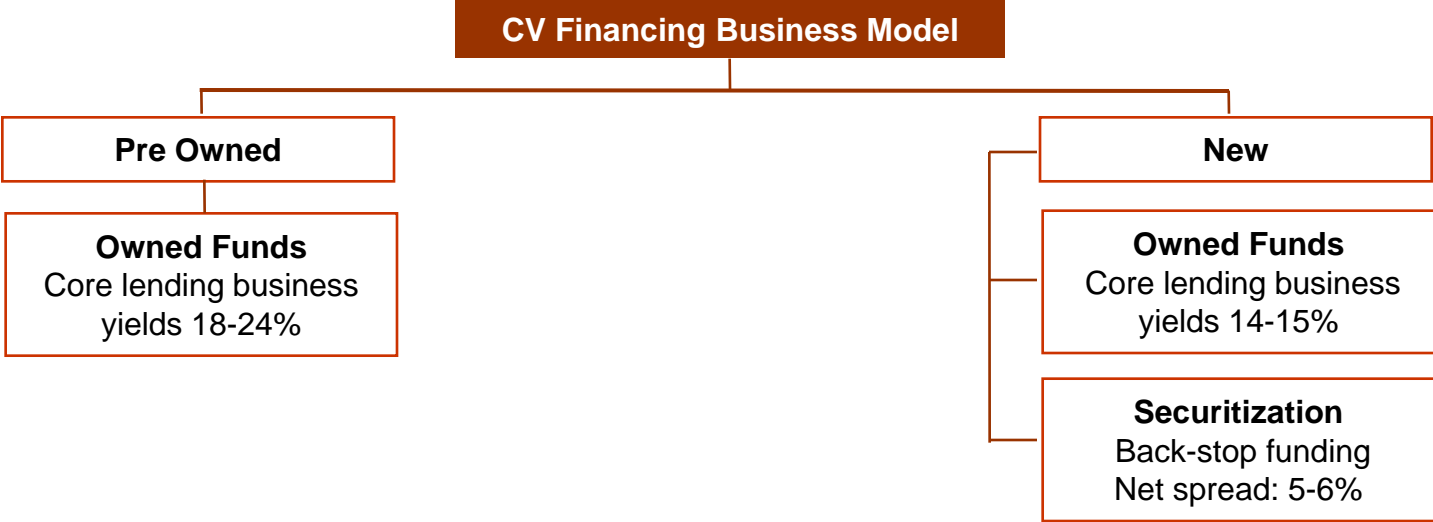 CV Financing Business Model
Pre Owned
Owned Funds
Core lending business
yields 18-24%
New
Owned Funds
Core lending business
yields 14-15%
Securitization
Back-stop funding
Net spread: 5-6%